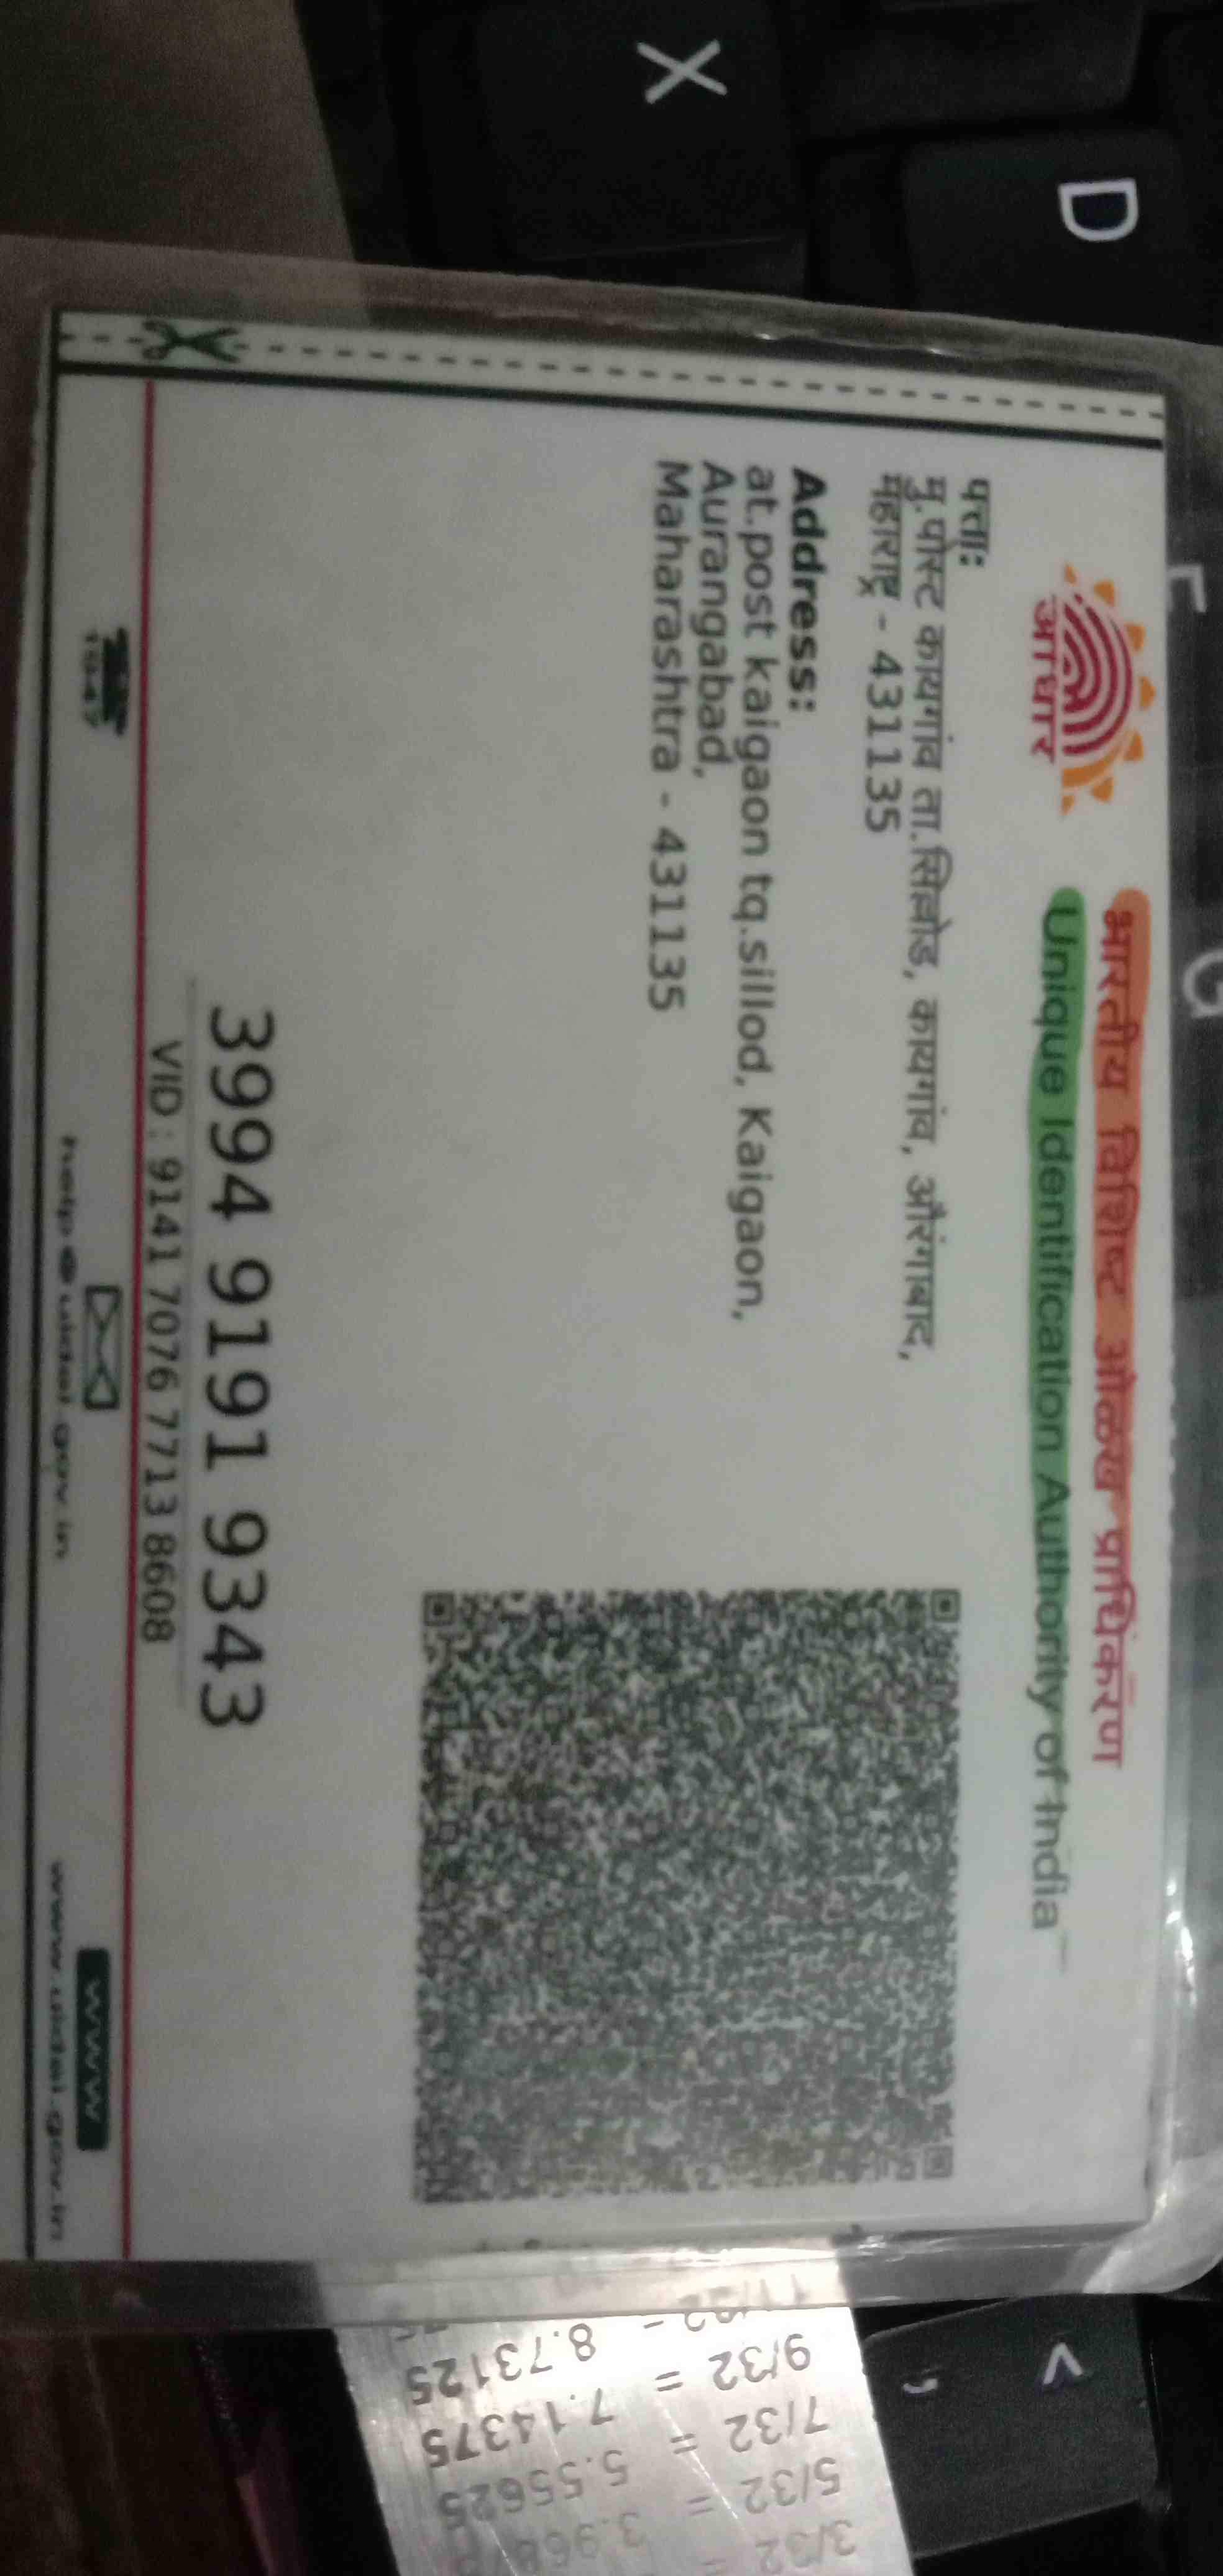 आधार
भारतीय विशिष्ट ओळख प्राधिकरण
Unique Identification Authority of India
पत्ता:
मु.पोस्ट कायगांव ता.सिल्लोड, कायगांव, औरंगाबाद,
महाराष्ट्र - 431135
Address:
at.post kaigaon tq.sillod, Kaigaon,
Aurangabad,
Maharashtra - 431135
3994 9191 9343
VID : 9141 7076 7713 8608
1947
help@uidai.gov.in
www
www.uidai.gov.in
X
D
G
V
9/32 = 7.14375
7/32 = 5.55625
5/32 =
3/32 =
8.73125